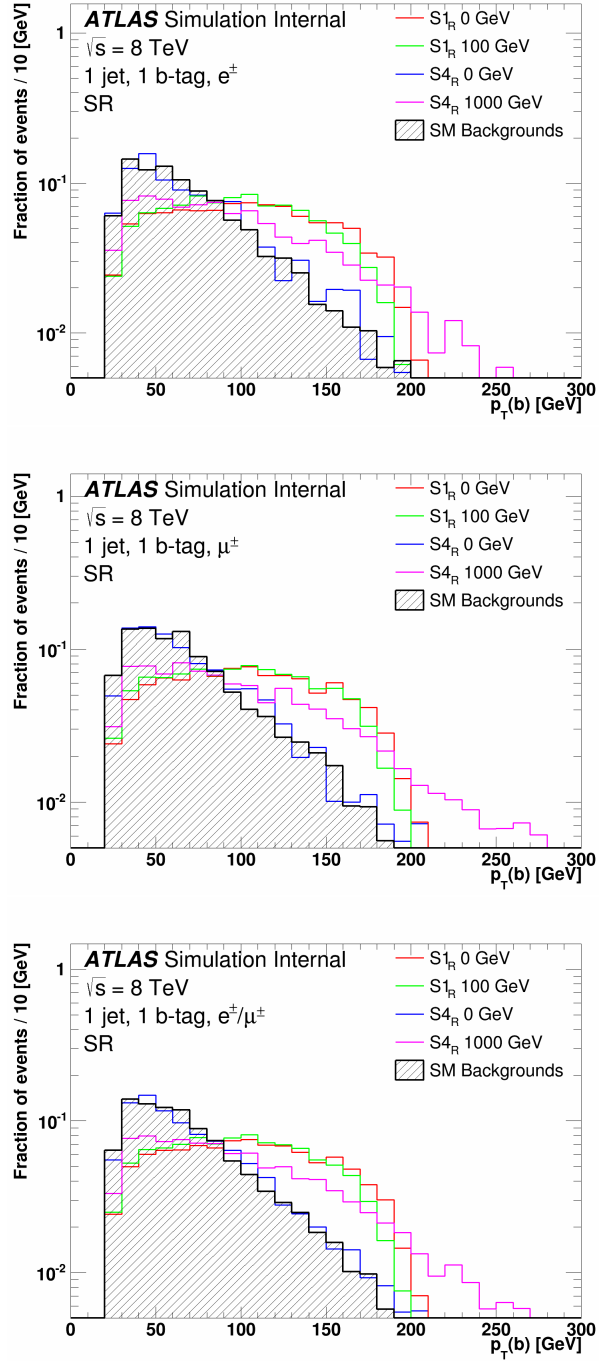 ATLAS Simulation Internal
√s = 8 TeV
1 jet, 1 b-tag, e±
SR
S1R 0 GeV
S1R 100 GeV
S4R 0 GeV
S4R 1000 GeV
SM Backgrounds
Fraction of events / 10 [GeV]
1
10-1
10-2
0 50 100 150 200 250 300
pT(b) [GeV]
ATLAS Simulation Internal
√s = 8 TeV
1 jet, 1 b-tag, μ±
SR
S1R 0 GeV
S1R 100 GeV
S4R 0 GeV
S4R 1000 GeV
SM Backgrounds
Fraction of events / 10 [GeV]
1
10-1
10-2
0 50 100 150 200 250 300
pT(b) [GeV]
ATLAS Simulation Internal
√s = 8 TeV
1 jet, 1 b-tag, e±/μ±
SR
S1R 0 GeV
S1R 100 GeV
S4R 0 GeV
S4R 1000 GeV
SM Backgrounds
Fraction of events / 10 [GeV]
1
10-1
10-2
0 50 100 150 200 250 300
pT(b) [GeV]